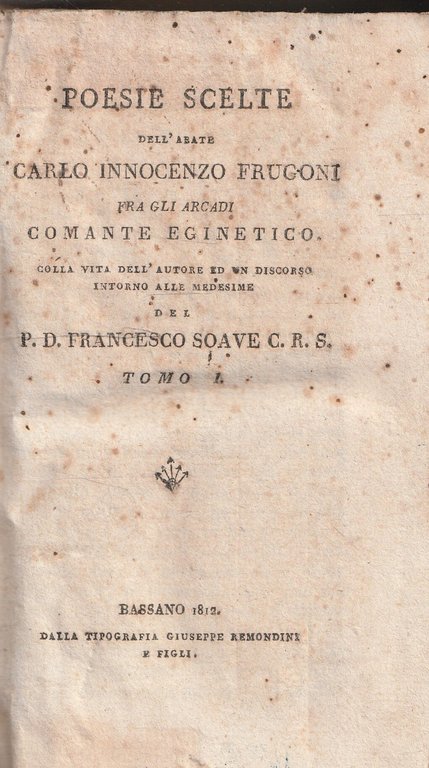 POESIE SCELTE
DELL'ABATE
CARLO INNOCENZO FRUGONI
FRA GLI ARCADI
COMANTE EGINETICO.
COLLA VITA DELL'AUTORE ED UN DISCORSO
INTORNO ALLE MEDESIME
DEL
P. D. FRANCESCO SOAVE C. R. S.
TOMO I.
BASSANO 1812.
DALLA TIPOGRAFIA GIUSEPPE REMONDINI
E FIGLI.